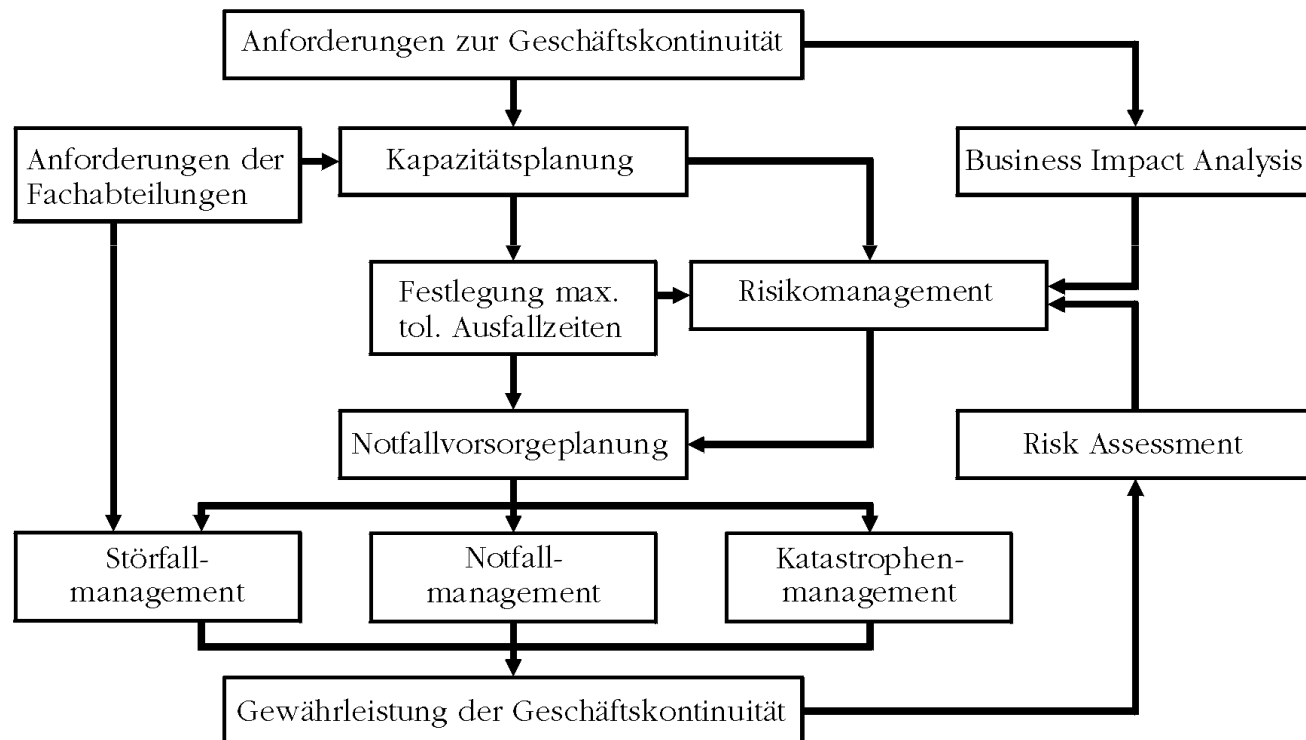 Anforderungen zur Geschäftskontinuität
Anforderungen der
Fachabteilungen
Kapazitätsplanung
Business Impact Analysis
Festlegung max.
tol. Ausfallzeiten
Risikomanagement
Notfallvorsorgeplanung
Risk Assessment
Störfall-
management
Notfall-
management
Katastrophen-
management
Gewährleistung der Geschäftskontinuität